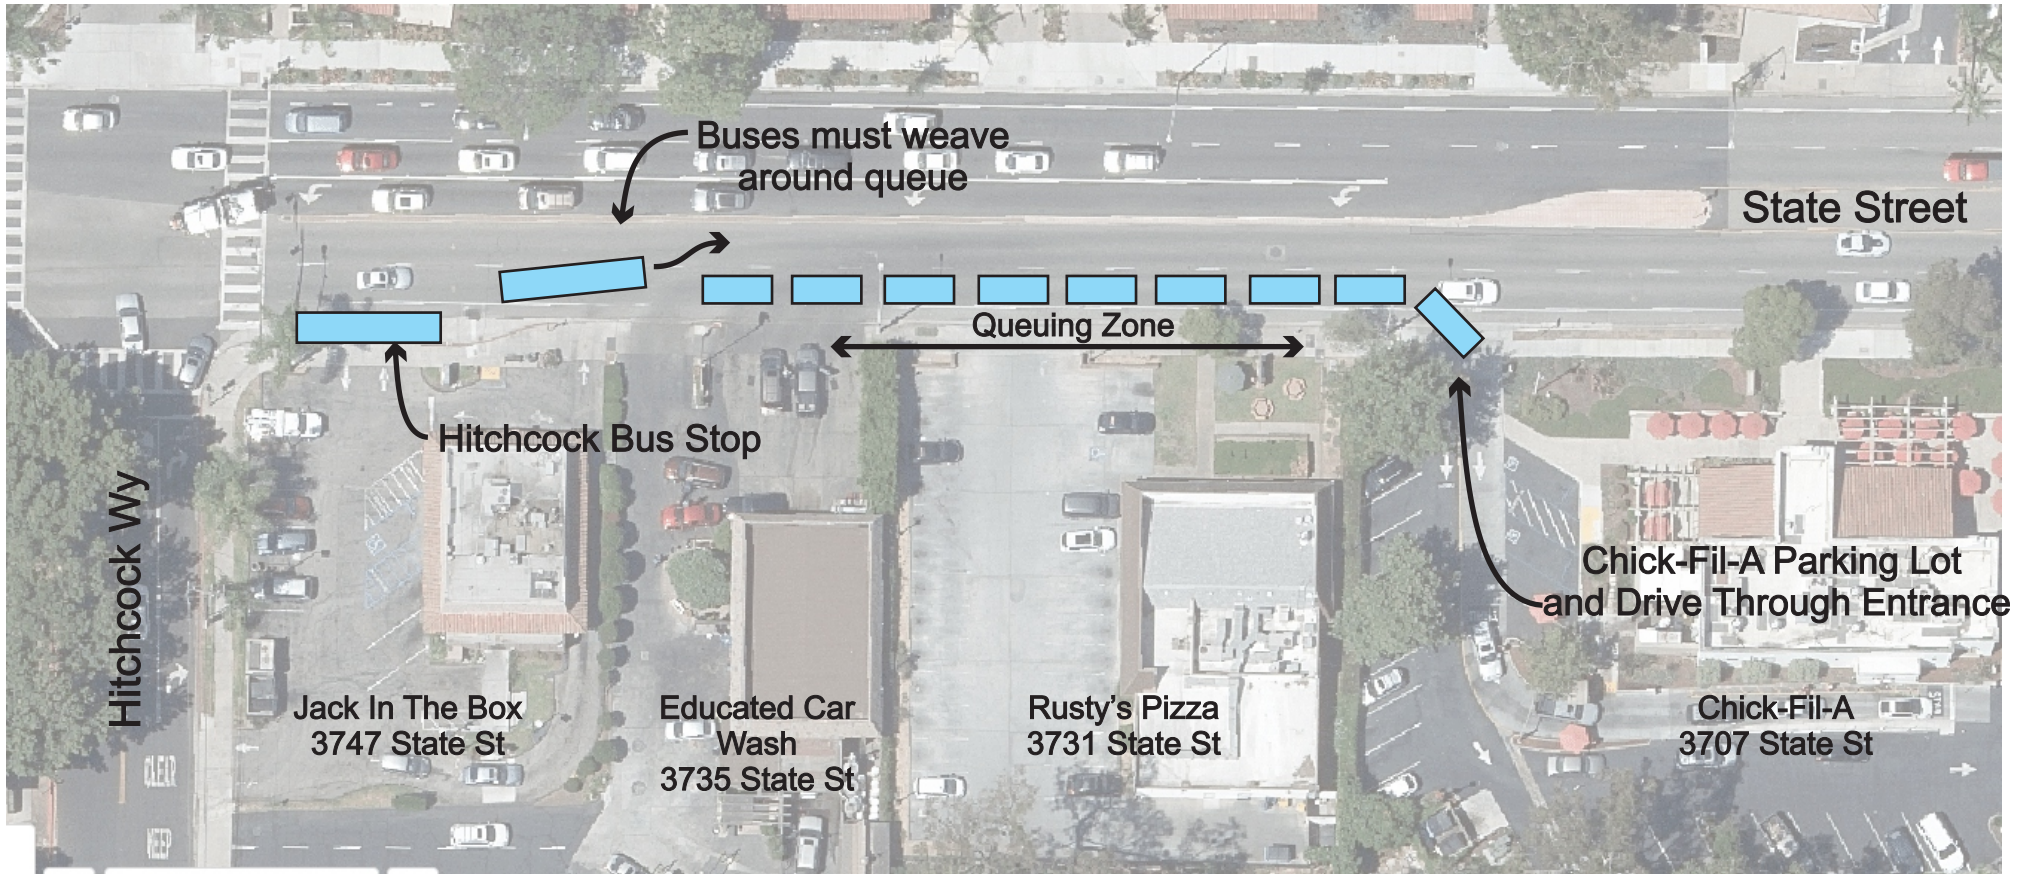 Buses must weave
around queue
State Street
Queuing Zone
Hitchcock Bus Stop
Hitchcock Wy
Chick-Fil-A Parking Lot
and Drive Through Entrance
Jack In The Box
3747 State St
Educated Car
Wash
3735 State St
Rusty's Pizza
3731 State St
Chick-Fil-A
3707 State St
CLEAR
KEEP